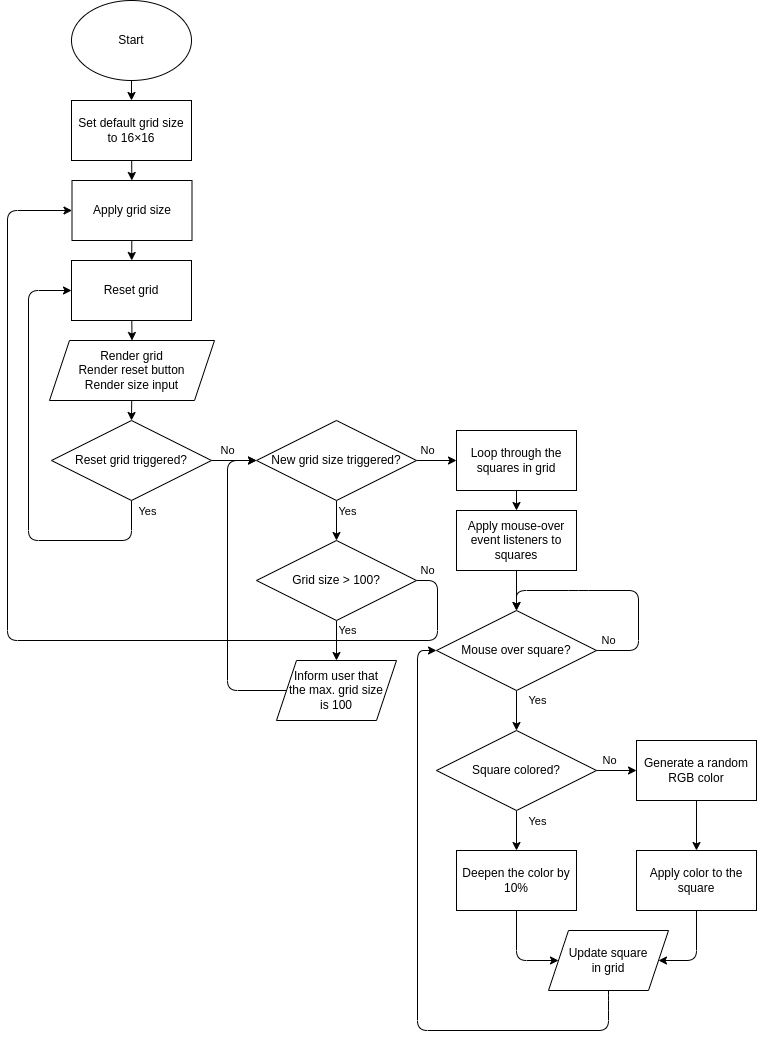 Start
Set default grid size
to 16×16
Apply grid size
Reset grid
Render grid
Render reset button
Render size input
Reset grid triggered?
No
Yes
New grid size triggered?
No
Yes
Grid size > 100?
No
Yes
Inform user that
the max. grid size
is 100
Loop through the
squares in grid
Apply mouse-over
event listeners to
squares
Mouse over square?
No
Yes
Square colored?
No
Yes
Generate a random
RGB color
Deepen the color by
10%
Apply color to the
square
Update square
in grid